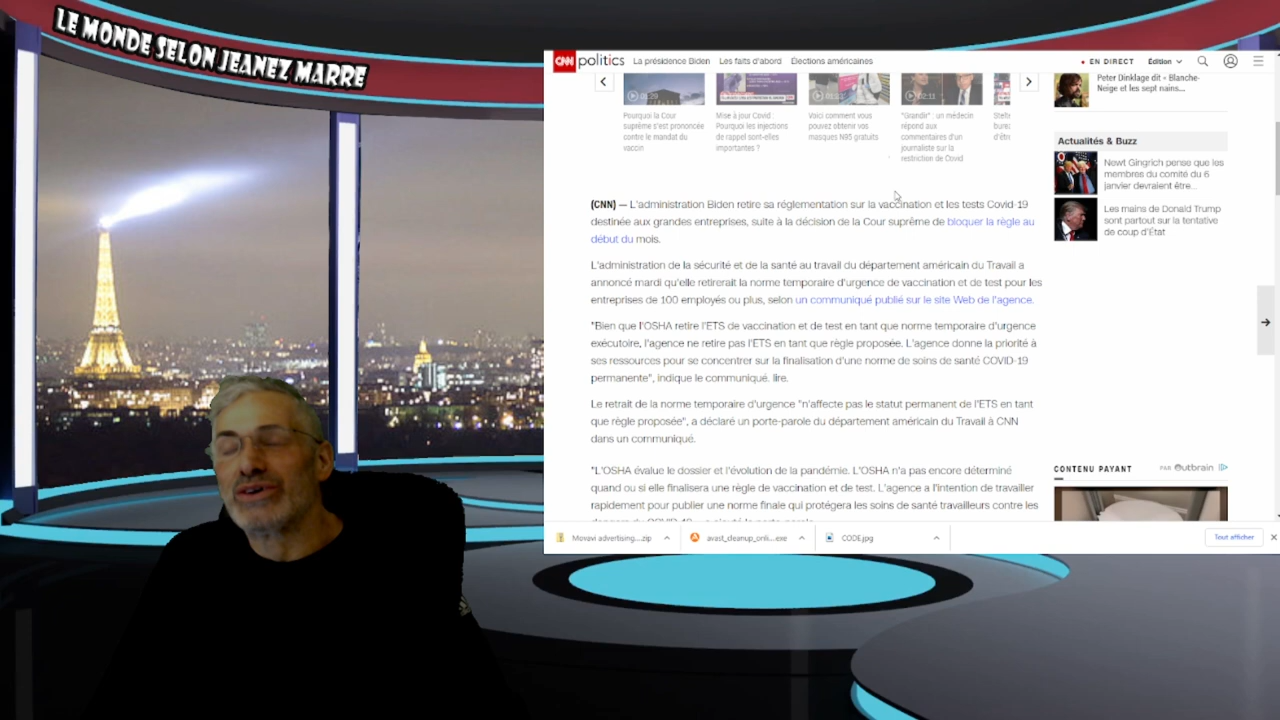 LE MONDE SELON JEANEZ MARRE
CNN politics La présidence Biden Les faits d'abord Élections américaines
EN DIRECT Édition
Peter Dinklage dit « Blanche-
Neige et les sept nains...
01:29
02:11
Pourquoi la Cour
suprême s'est prononcée
contre le mandat du
vaccin
Mise à jour Covid :
Pourquoi les injections
de rappel sont-elles
importantes ?
Voici comment vous
pouvez obtenir vos
masques N95 gratuits
"Grandir" : un médecin
répond aux
commentaires d'un
journaliste sur la
restriction de Covid
d'êtr
Actualités & Buzz
Newt Gingrich pense que les
membres du comité du 6
janvier devraient être...
Les mains de Donald Trump
sont partout sur la tentative
de coup d'État
(CNN) — L'administration Biden retire sa réglementation sur la vaccination et les tests Covid-19
destinée aux grandes entreprises, suite à la décision de la Cour suprême de bloquer la règle au
début du mois.
L'administration de la sécurité et de la santé au travail du département américain du Travail a
annoncé mardi qu'elle retirerait la norme temporaire d'urgence de vaccination et de test pour les
entreprises de 100 employés ou plus, selon un communiqué publié sur le site Web de l'agence.
"Bien que l'OSHA retire l'ETS de vaccination et de test en tant que norme temporaire d'urgence
exécutoire, l'agence ne retire pas l'ETS en tant que règle proposée. L'agence donne la priorité à
ses ressources pour se concentrer sur la finalisation d'une norme de soins de santé COVID-19
permanente", indique le communiqué. lire.
Le retrait de la norme temporaire d'urgence "n'affecte pas le statut permanent de l'ETS en tant
que règle proposée", a déclaré un porte-parole du département américain du Travail à CNN
dans un communiqué.
"L'OSHA évalue le dossier et l'évolution de la pandémie. L'OSHA n'a pas encore déterminé
quand ou si elle finalisera une règle de vaccination et de test. L'agence a l'intention de travailler
rapidement pour publier une norme finale qui protégera les soins de santé travailleurs contre les
CONTENU PAYANT
PAR Outbrain
Movavi advertising....zip
avast_cleanup_onli....exe
CODE.jpg
Tout afficher